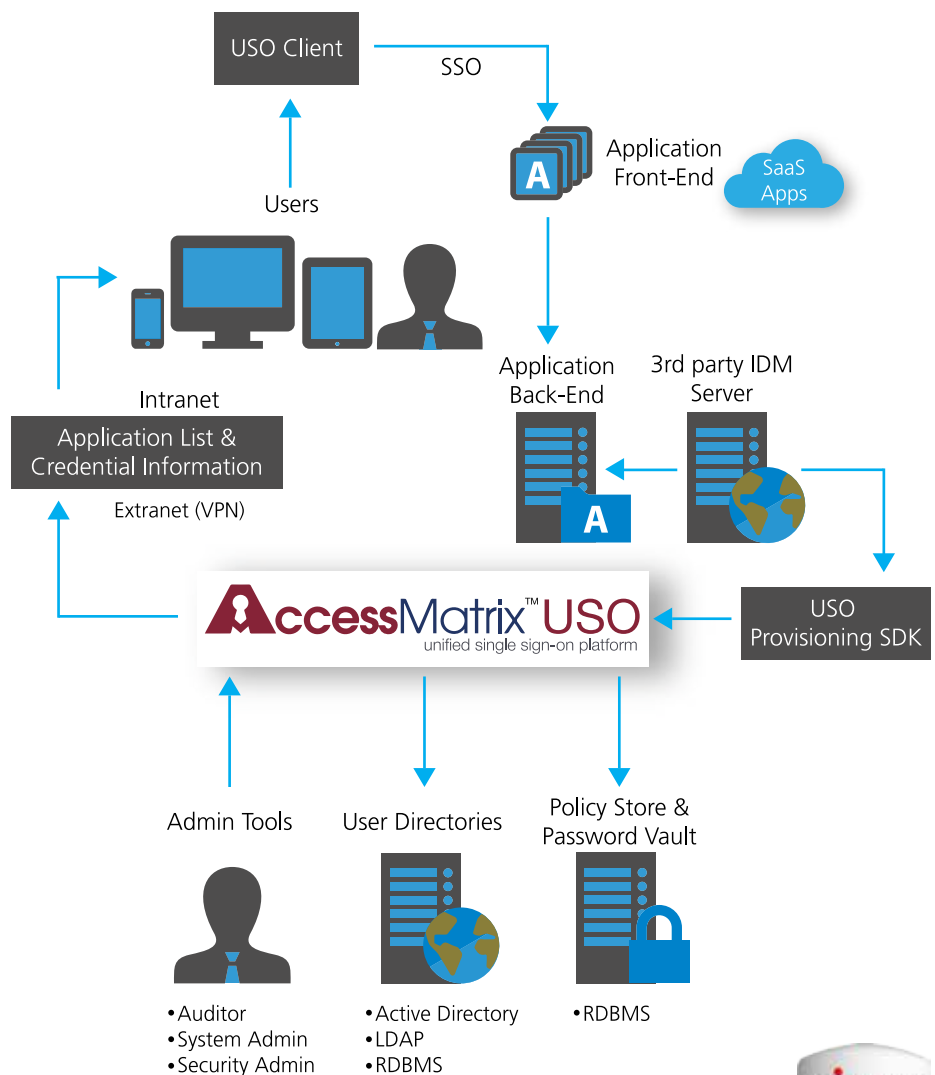 USO Client
SSO
Application
Front-End
A
SaaS
Apps
Users
Application
Back-End
3rd party IDM
Server
A
Intranet
Application List &
Credential Information
Extranet (VPN)
AccessMatrix™ USO
unified single sign-on platform
USO
Provisioning SDK
Admin Tools
User Directories
Policy Store &
Password Vault
•Auditor
•System Admin
•Security Admin
•Active Directory
•LDAP
•RDBMS
•RDBMS